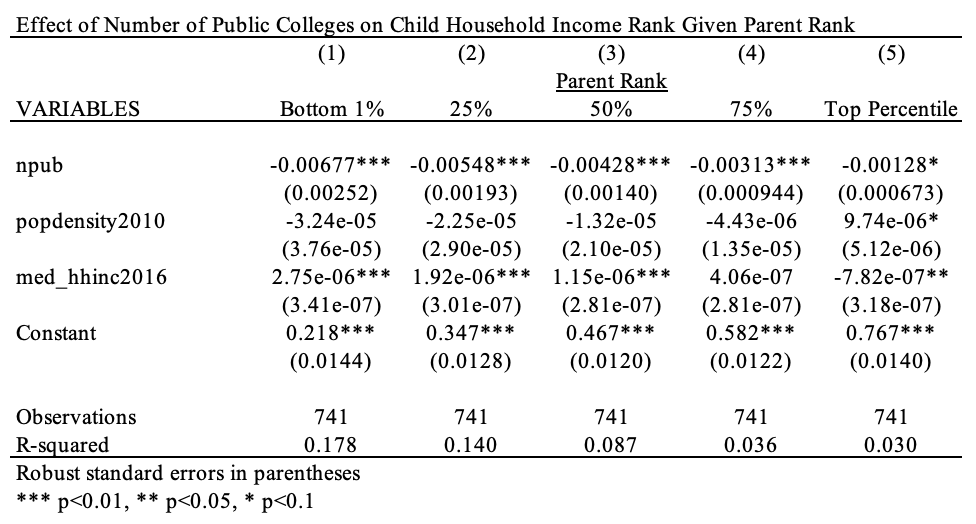 Effect of Number of Public Colleges on Child Household Income Rank Given Parent Rank
(1) (2) (3) (4) (5)
Parent Rank
VARIABLES Bottom 1% 25% 50% 75% Top Percentile
npub -0.00677*** -0.00548*** -0.00428*** -0.00313*** -0.00128*
(0.00252) (0.00193) (0.00140) (0.000944) (0.000673)
popdensity2010 -3.24e-05 -2.25e-05 -1.32e-05 -4.43e-06 9.74e-06*
(3.76e-05) (2.90e-05) (2.10e-05) (1.35e-05) (5.12e-06)
med_hhinc2016 2.75e-06*** 1.92e-06*** 1.15e-06*** 4.06e-07 -7.82e-07**
(3.41e-07) (3.01e-07) (2.81e-07) (2.81e-07) (3.18e-07)
Constant 0.218*** 0.347*** 0.467*** 0.582*** 0.767***
(0.0144) (0.0128) (0.0120) (0.0122) (0.0140)
Observations 741 741 741 741 741
R-squared 0.178 0.140 0.087 0.036 0.030
Robust standard errors in parentheses
*** p<0.01, ** p<0.05, * p<0.1